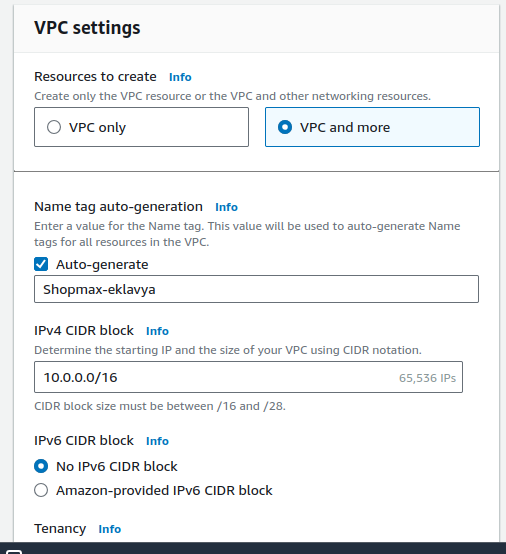 VPC settings
Resources to create Info
Create only the VPC resource or the VPC and other networking resources.
VPC only
VPC and more
Name tag auto-generation Info
Enter a value for the Name tag. This value will be used to auto-generate Name
tags for all resources in the VPC.
Auto-generate
Shopmax-eklavya
IPv4 CIDR block Info
Determine the starting IP and the size of your VPC using CIDR notation.
10.0.0.0/16 65,536 IPs
CIDR block size must be between /16 and /28.
IPv6 CIDR block Info
No IPv6 CIDR block
Amazon-provided IPv6 CIDR block
Tenancy Info